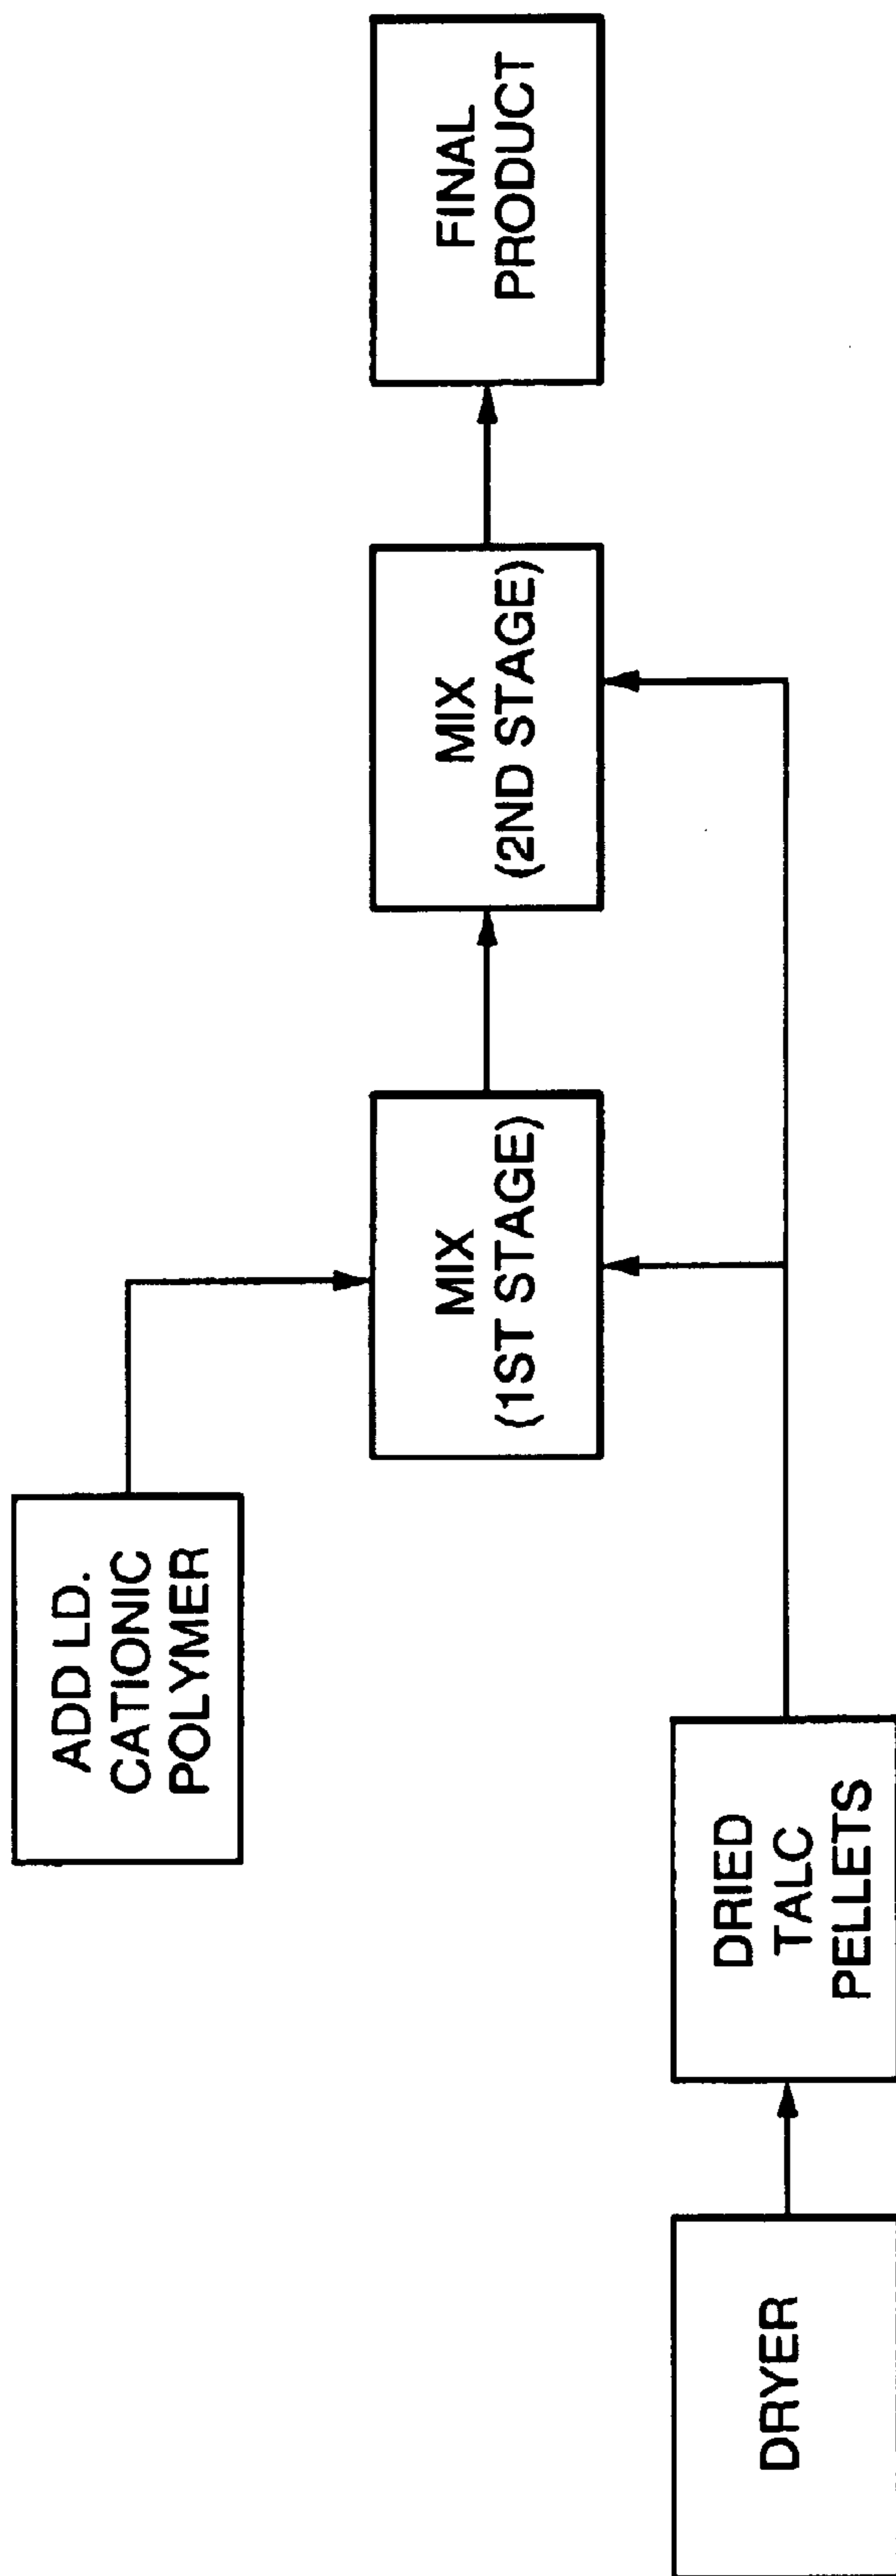 ADD LD.
CATIONIC
POLYMER
MIX
(1ST STAGE)
MIX
(2ND STAGE)
FINAL
PRODUCT
DRYER
DRIED
TALC
PELLETS